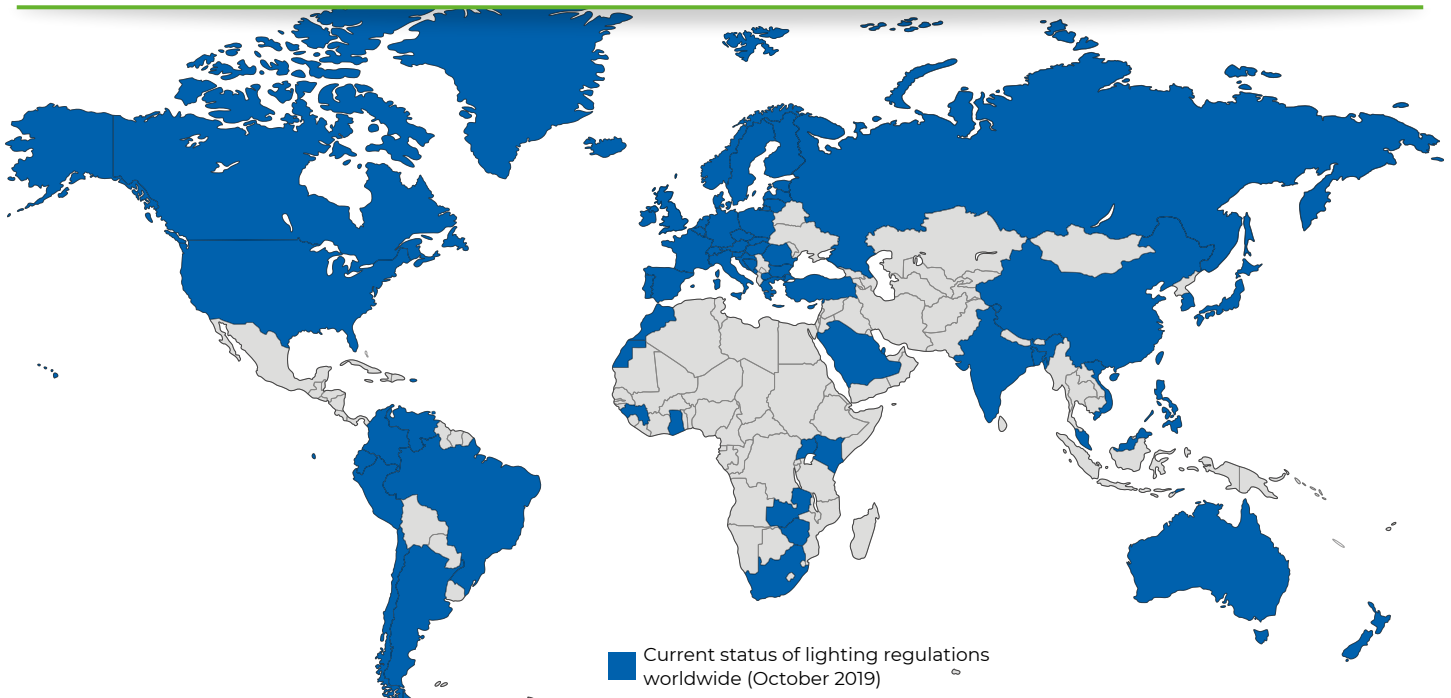 Current status of lighting regulations
worldwide (October 2019)